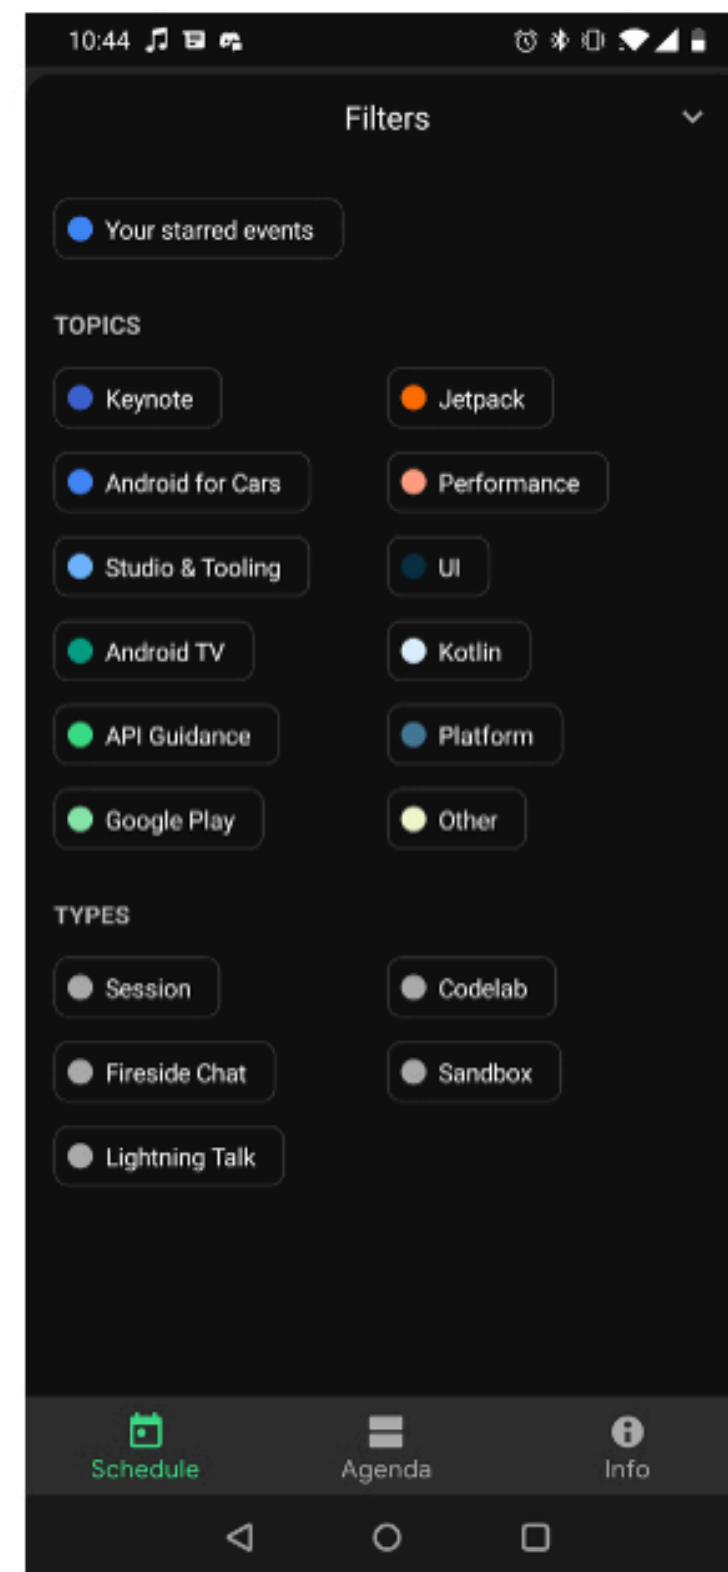 10:44
Filters
Your starred events
TOPICS
Keynote Jetpack
Android for Cars Performance
Studio & Tooling UI
Android TV Kotlin
API Guidance Platform
Google Play Other
TYPES
Session Codelab
Fireside Chat Sandbox
Lightning Talk
Schedule Agenda Info